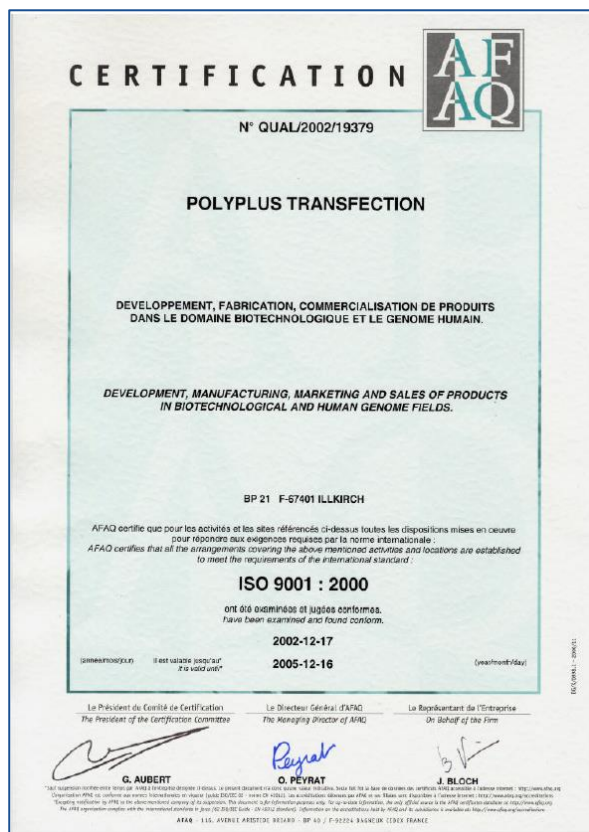 CERTIFICATION
AF
AQ
N° QUAL/2002/19379
POLYPLUS TRANSFECTION
DEVELOPPEMENT, FABRICATION, COMMERCIALISATION DE PRODUITS
DANS LE DOMAINE BIOTECHNOLOGIQUE ET LE GENOME HUMAIN.
DEVELOPMENT, MANUFACTURING, MARKETING AND SALES OF PRODUCTS
IN BIOTECHNOLOGICAL AND HUMAN GENOME FIELDS.
BP 21 F-67401 ILLKIRCH
AFAQ certifie que pour les activités et les sites référencés ci-dessus toutes les dispositions mises en oeuvre
pour répondre aux exigences requises par la norme internationale :
AFAQ certifies that all the arrangements covering the above mentioned activities and locations are established
to meet the requirements of the international standard :
ISO 9001 : 2000
ont été examinées et jugées conformes.
have been examined and found conform.
2002-12-17
(année/mois/jour) Il est valable jusqu'au* 2005-12-16 (year/month/day)
it is valid until*
Le Président du Comité de Certification Le Directeur Général d'AFAQ Le Représentant de l'Entreprise
The President of the Certification Committee The Managing Director of AFAQ On Behalf of the Firm
Peyrat
G. AUBERT O. PEYRAT J. BLOCH
AFAQ - 116, AVENUE ARISTIDE BRIAND - BP 40 / F-92224 BAGNEUX CEDEX FRANCE